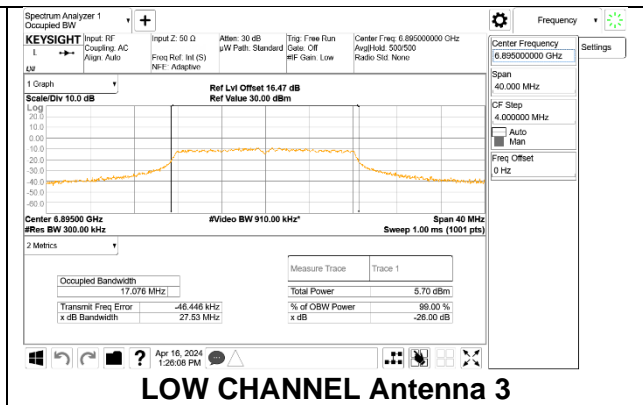 Spectrum Analyzer 1
Occupied BW
+
Frequency
KEYSIGHT Input: RF Input Z: 50 Ω Atten: 30 dB Trig: Free Run Center Freq: 6.895000000 GHz
L Coupling: AC µW Path: Standard Gate: Off Avg|Hold: 500/500
Align: Auto Freq Ref: Int (S) #IF Gain: Low Radio Std: None
NFE: Adaptive
Center Frequency
6.895000000 GHz
Settings
Span
40.000 MHz
CF Step
4.000000 MHz
Auto
Man
Freq Offset
0 Hz
1 Graph
Ref Lvl Offset 16.47 dB
Scale/Div 10.0 dB Ref Value 30.00 dBm
Log
20.0
10.0
0.00
-10.0
-20.0
-30.0
-40.0
-50.0
-60.0
Center 6.89500 GHz #Video BW 910.00 kHz* Span 40 MHz
#Res BW 300.00 kHz Sweep 1.00 ms (1001 pts)
2 Metrics
Measure Trace Trace 1
Occupied Bandwidth
17.076 MHz Total Power 5.70 dBm
Transmit Freq Error -46.446 kHz % of OBW Power 99.00 %
x dB Bandwidth 27.53 MHz x dB -26.00 dB
? Apr 16, 2024
1:26:08 PM
LOW CHANNEL Antenna 3